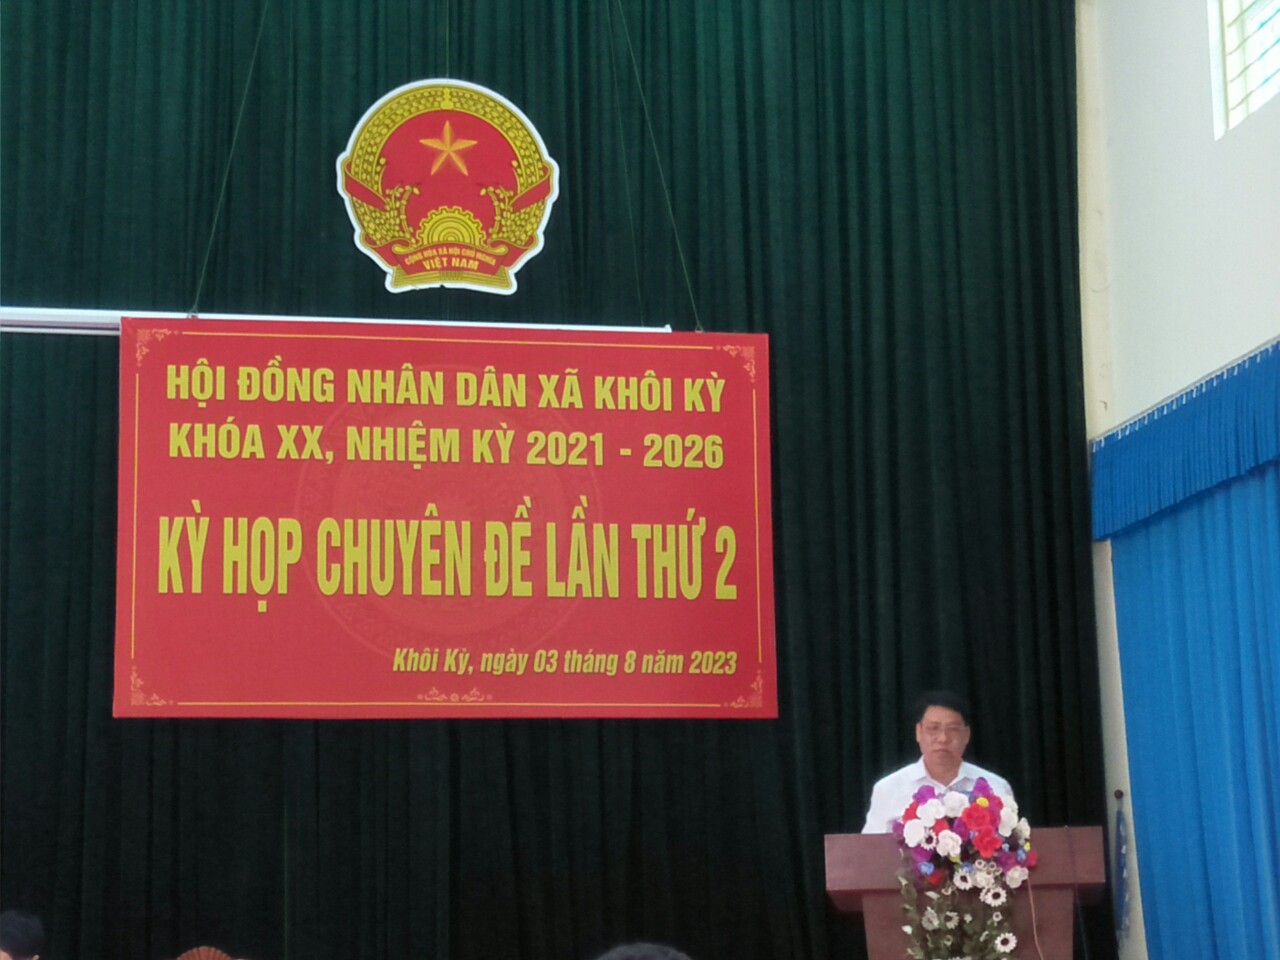 CỘNG HÒA XÃ HỘI CHỦ NGHĨA
VIỆT NAM
HỘI ĐỒNG NHÂN DÂN XÃ KHÔI KỲ
KHÓA XX, NHIỆM KỲ 2021 - 2026
KỲ HỌP CHUYÊN ĐỀ LẦN THỨ 2
Khôi Kỳ, ngày 03 tháng 8 năm 2023